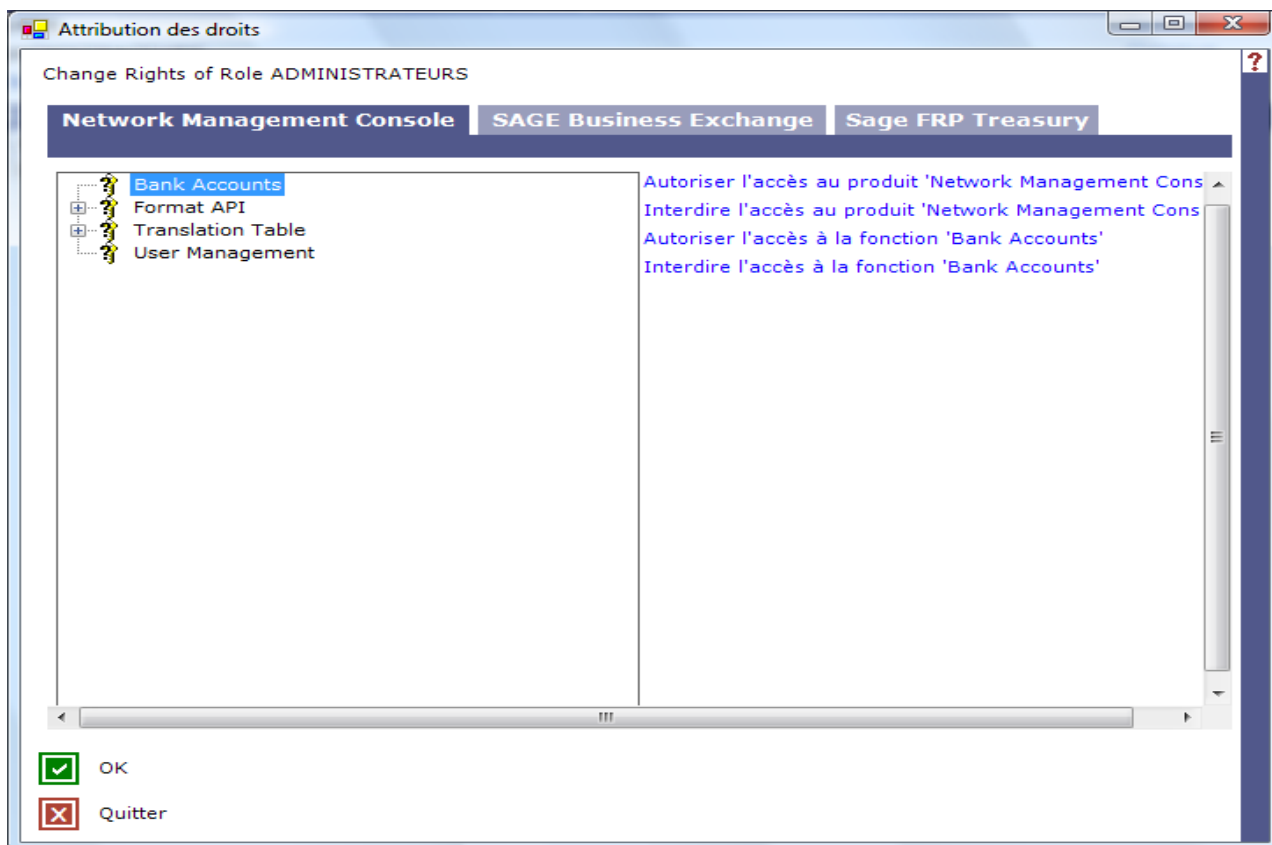 Attribution des droits
Change Rights of Role ADMINISTRATEURS
?
Network Management Console SAGE Business Exchange Sage FRP Treasury
Bank Accounts
Format API
Translation Table
User Management
Autoriser l'accès au produit 'Network Management Cons
Interdire l'accès au produit 'Network Management Cons
Autoriser l'accès à la fonction 'Bank Accounts'
Interdire l'accès à la fonction 'Bank Accounts'
OK
Quitter